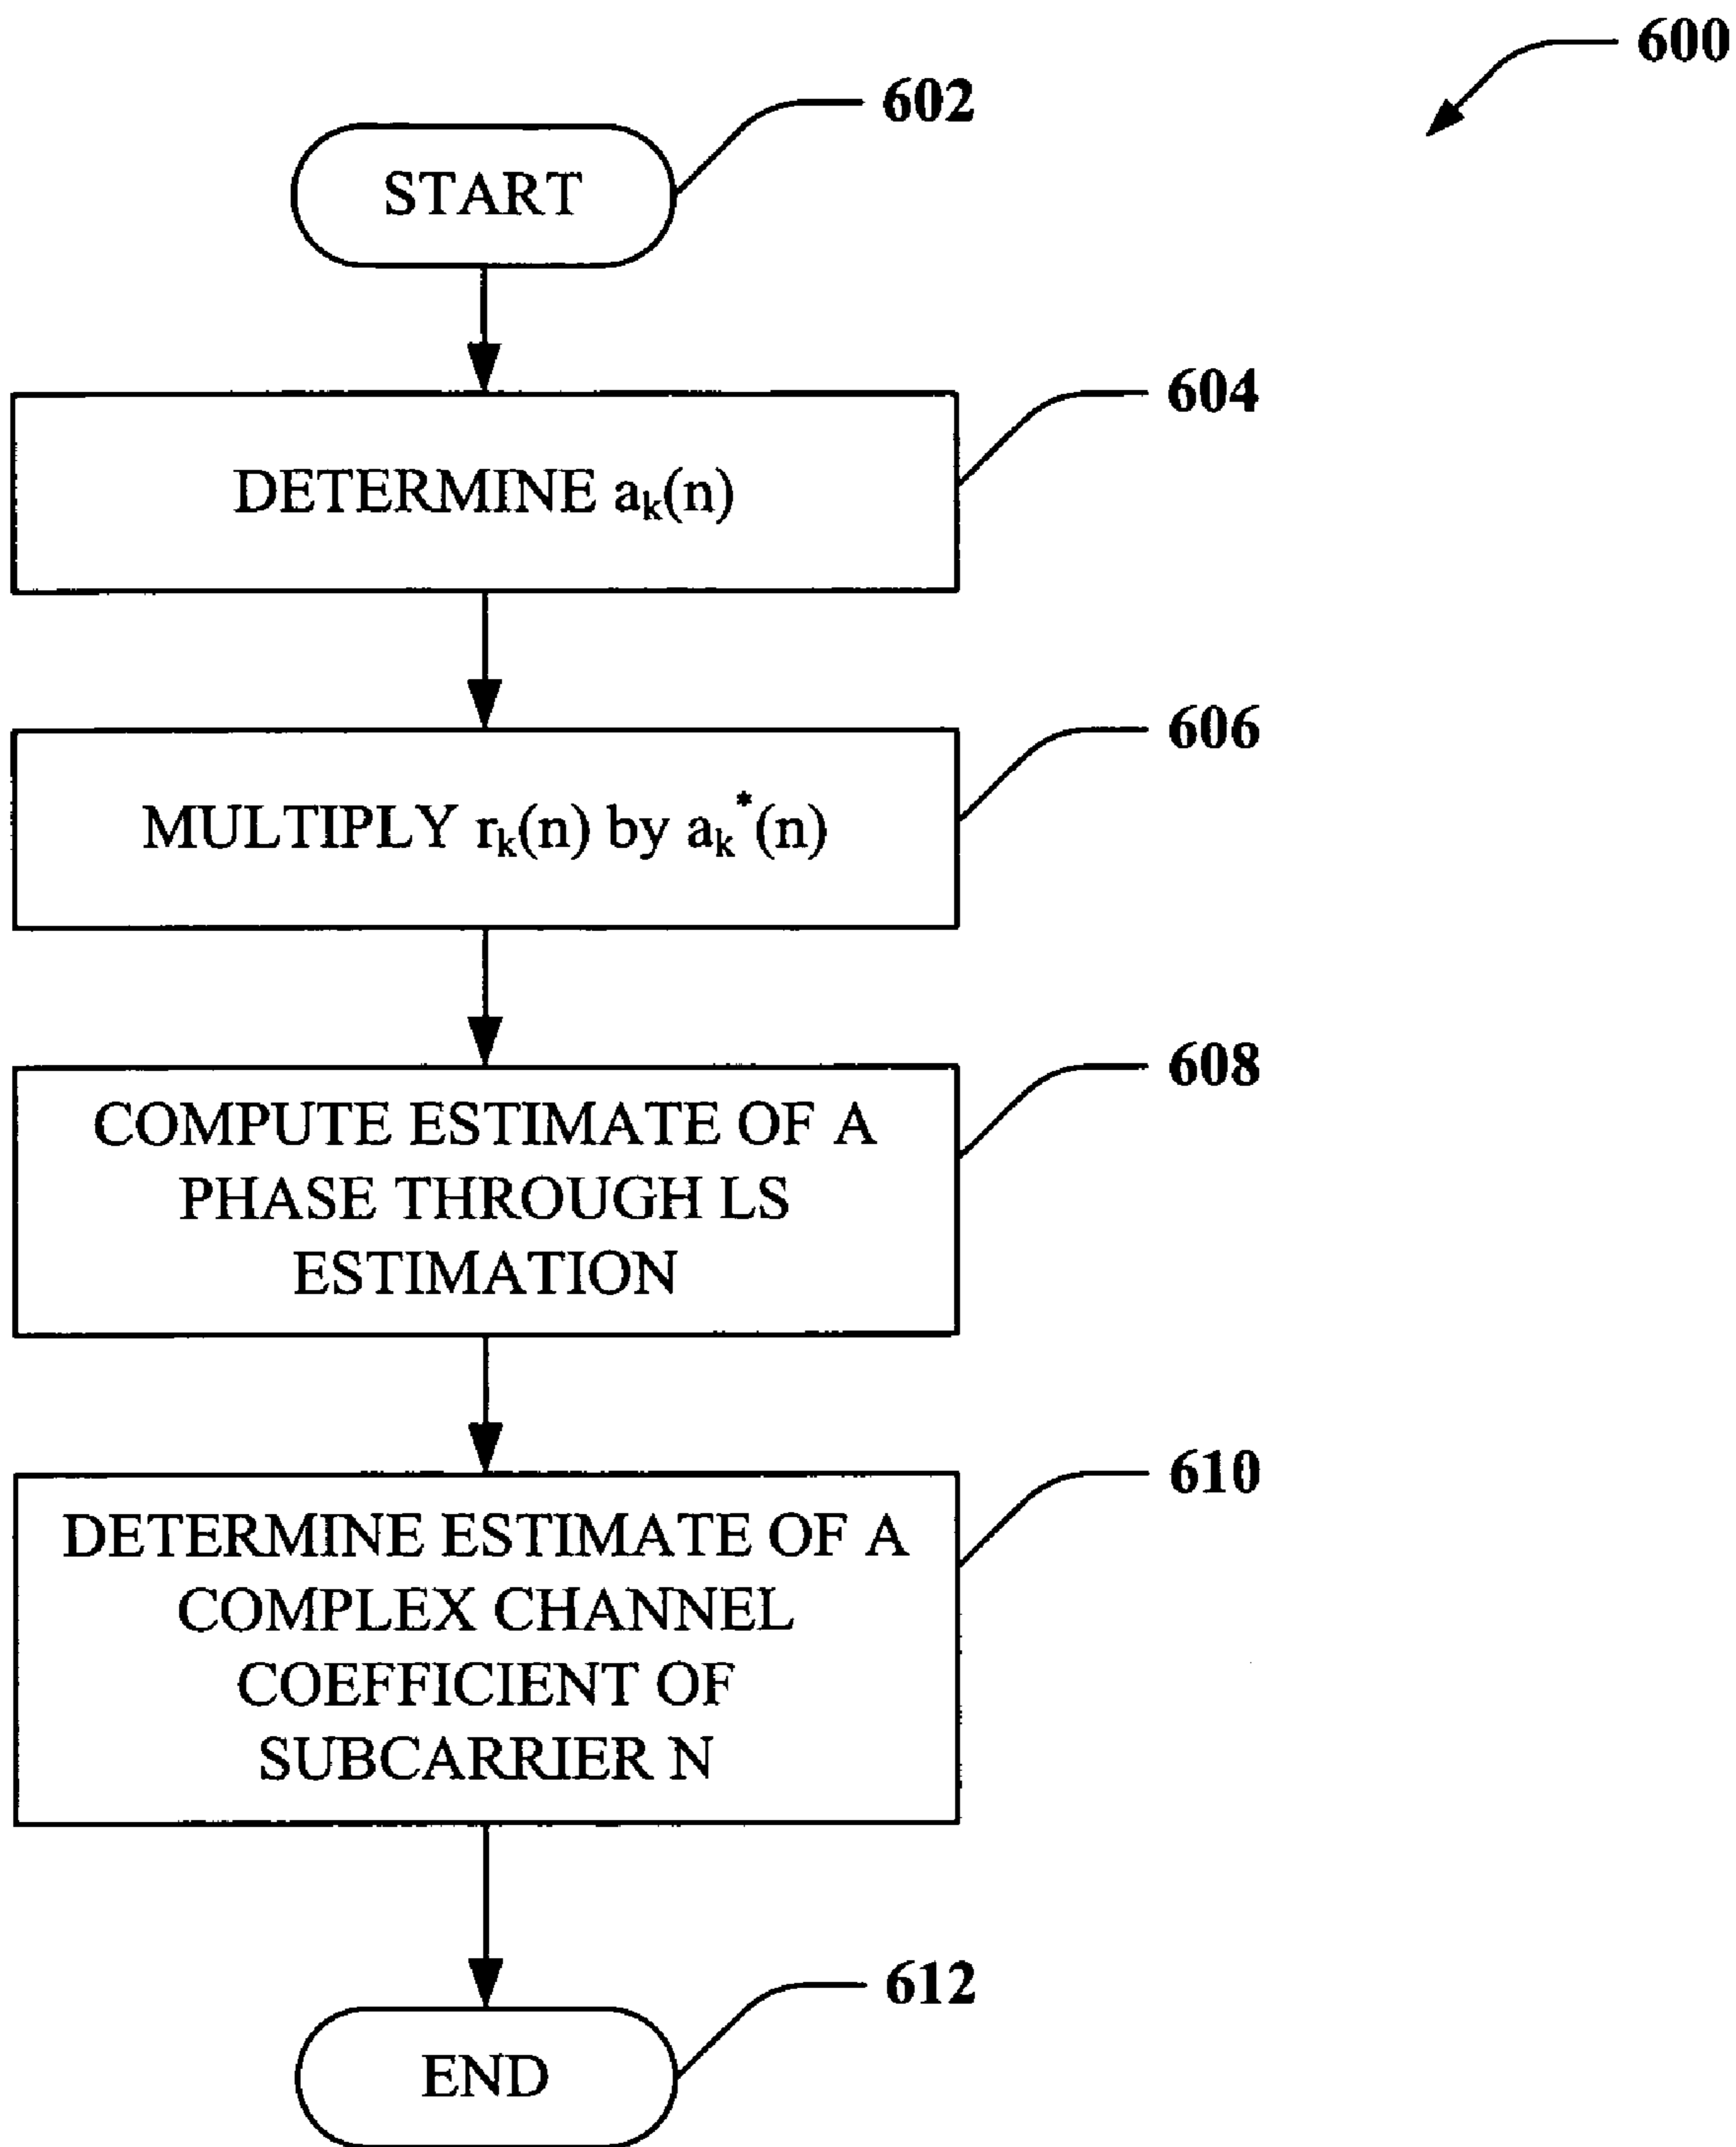 600
602
START
604
DETERMINE aₖ(n)
606
MULTIPLY rₖ(n) by aₖ*(n)
608
COMPUTE ESTIMATE OF A
PHASE THROUGH LS
ESTIMATION
610
DETERMINE ESTIMATE OF A
COMPLEX CHANNEL
COEFFICIENT OF
SUBCARRIER N
612
END